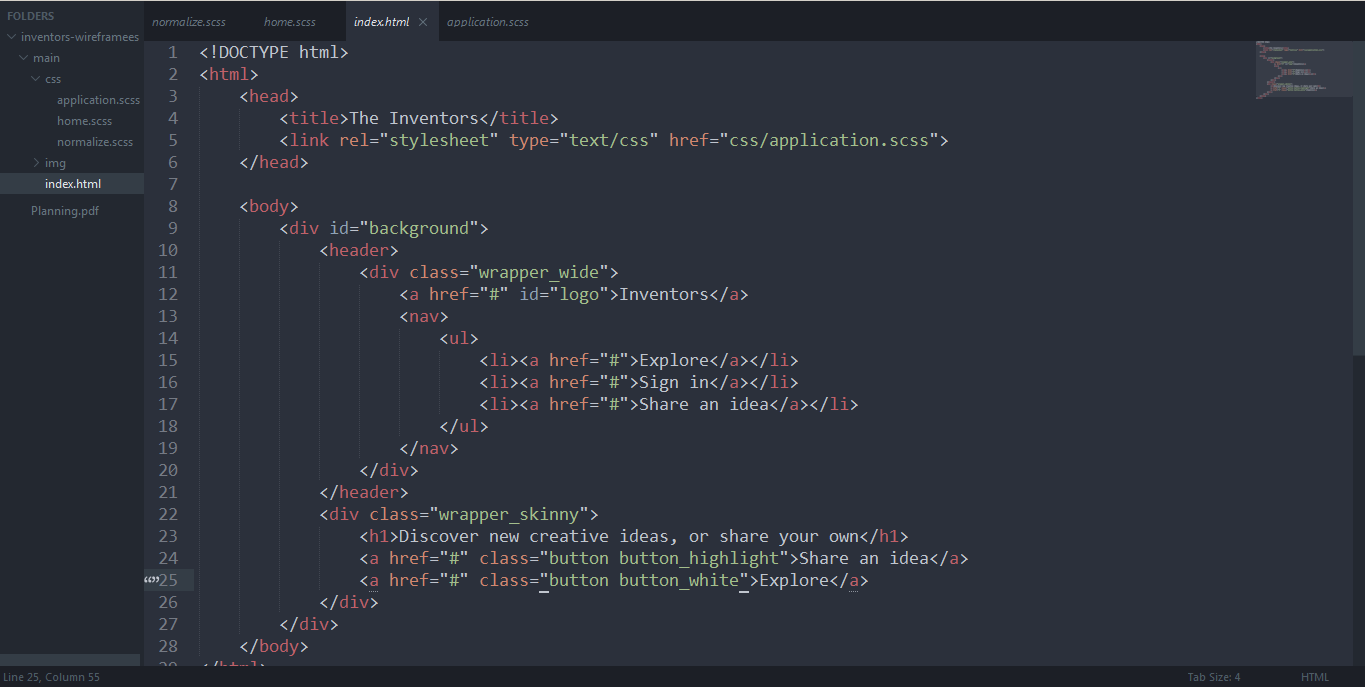 FOLDERS
inventors-wireframees
main
css
application.scss
home.scss
normalize.scss
img
index.html
Planning.pdf
normalize.scss home.scss index.html × application.scss
1 <!DOCTYPE html>
2 <html>
3 <head>
4 <title>The Inventors</title>
5 <link rel="stylesheet" type="text/css" href="css/application.scss">
6 </head>
7
8 <body>
9 <div id="background">
10 <header>
11 <div class="wrapper_wide">
12 <a href="#" id="logo">Inventors</a>
13 <nav>
14 <ul>
15 <li><a href="#">Explore</a></li>
16 <li><a href="#">Sign in</a></li>
17 <li><a href="#">Share an idea</a></li>
18 </ul>
19 </nav>
20 </div>
21 </header>
22 <div class="wrapper_skinny">
23 <h1>Discover new creative ideas, or share your own</h1>
24 <a href="#" class="button button_highlight">Share an idea</a>
25 <a href="#" class="button button_white">Explore</a>
26 </div>
27 </div>
28 </body>
29 </html>
Line 25, Column 55 Tab Size: 4 HTML